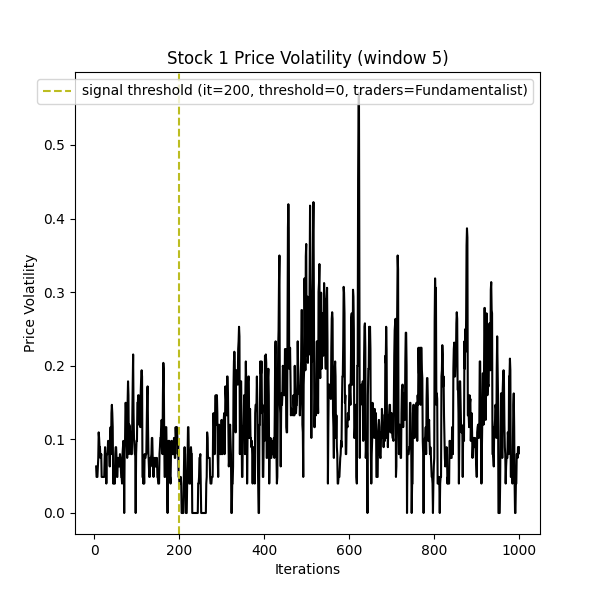 Stock 1 Price Volatility (window 5)
signal threshold (it=200, threshold=0, traders=Fundamentalist)
0.5
0.4
0.3
0.2
0.1
0.0
Price Volatility
0 200 400 600 800 1000
Iterations